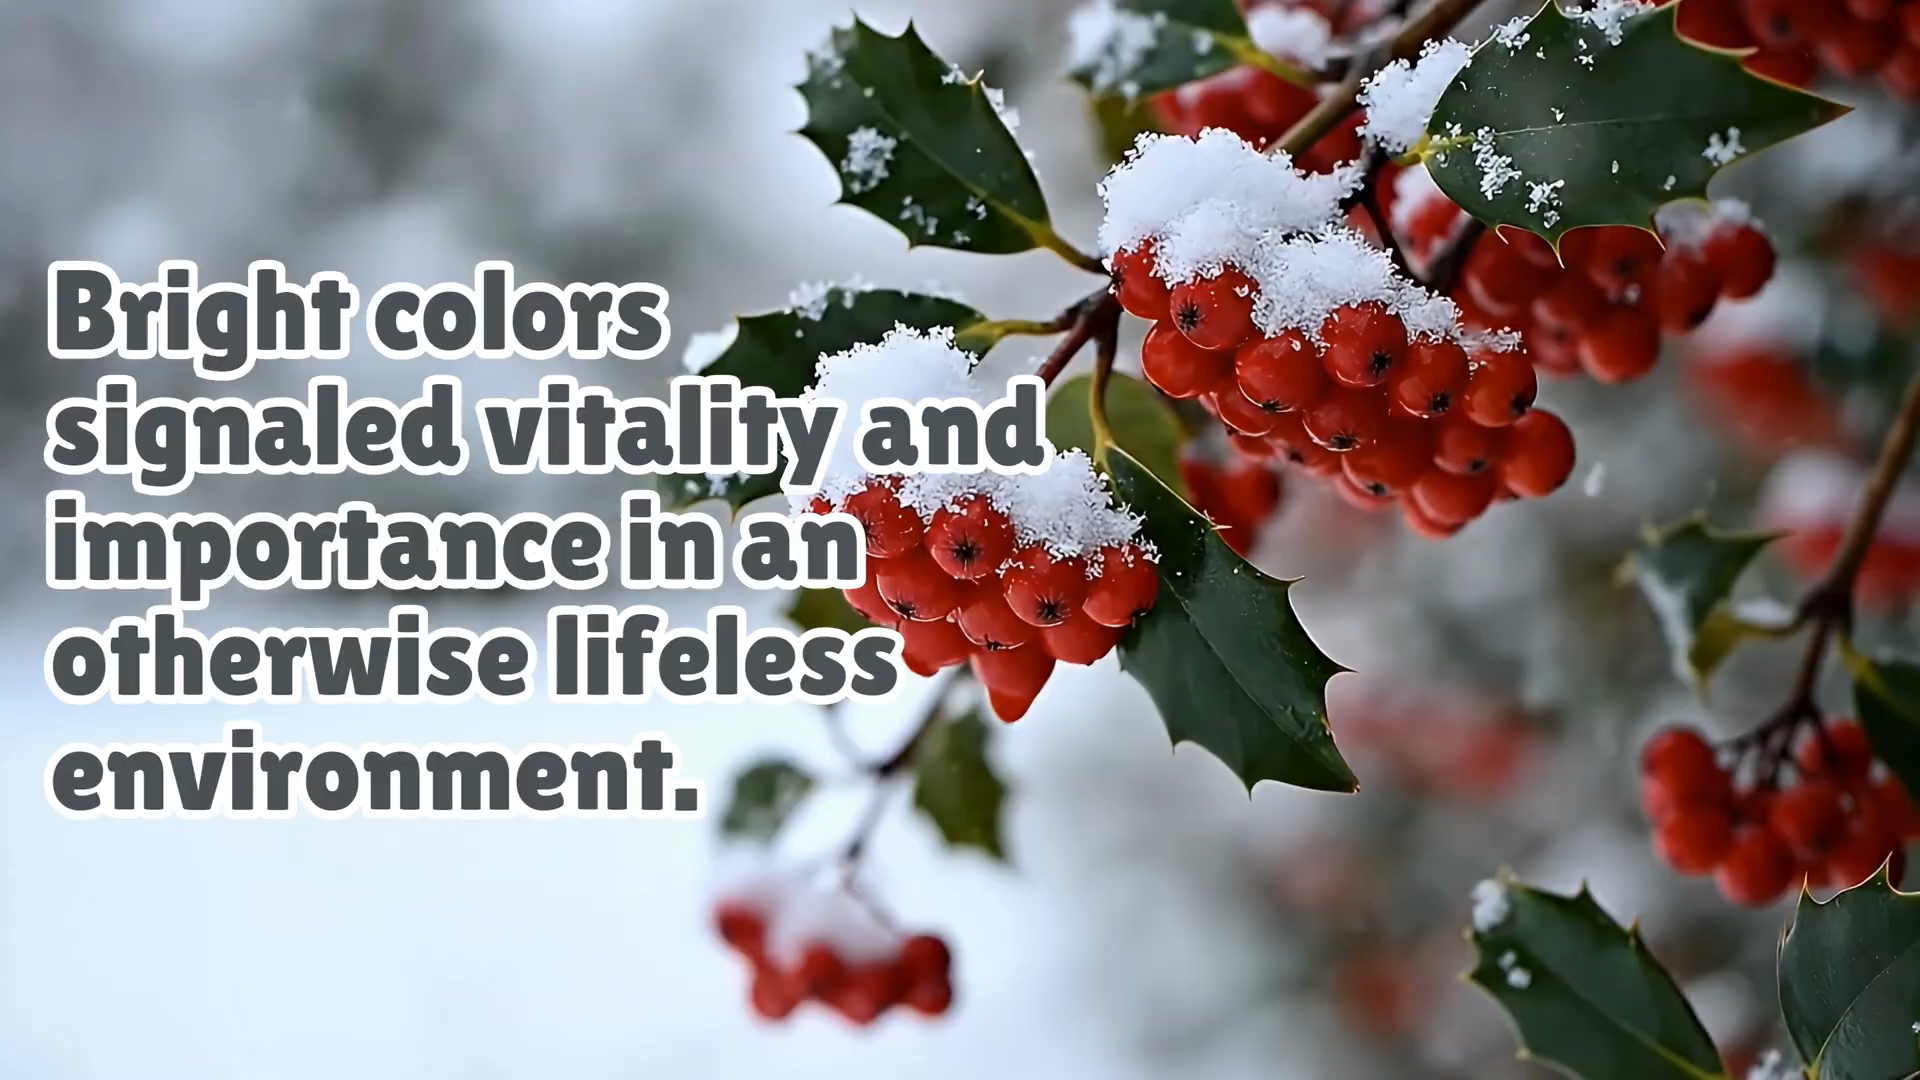 Bright colors
signaled vitality and
importance in an
otherwise lifeless
environment.